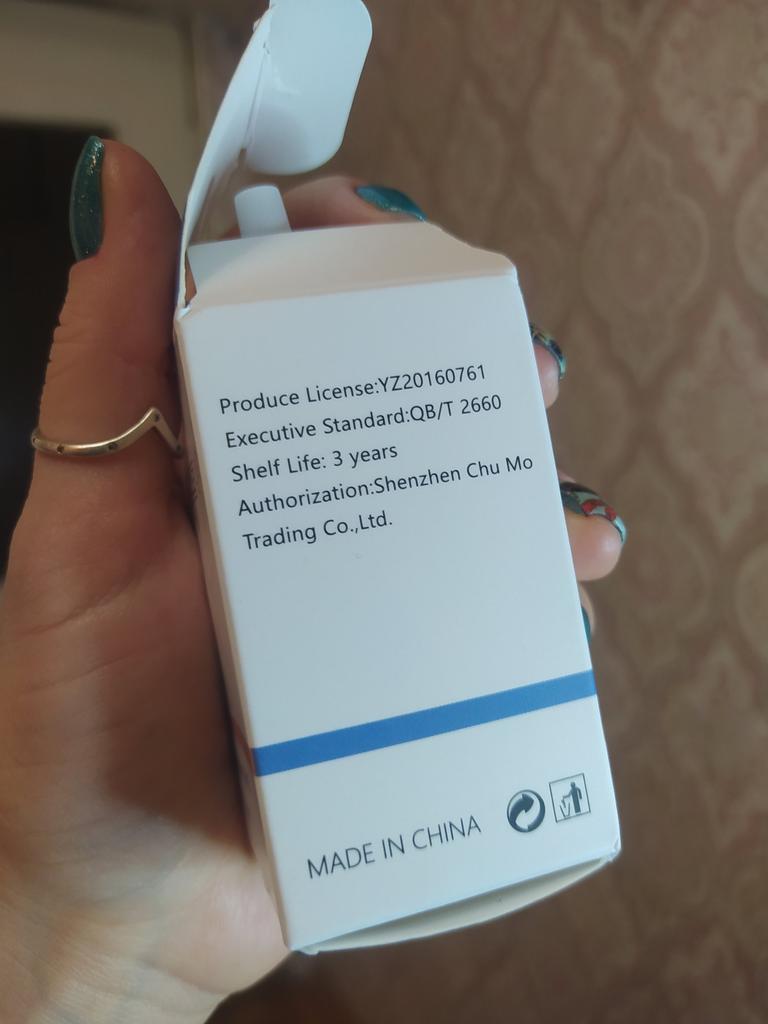 Produce License:YZ20160761
Executive Standard:QB/T 2660
Shelf Life: 3 years
Authorization:Shenzhen Chu Mo
Trading Co.,Ltd.
MADE IN CHINA